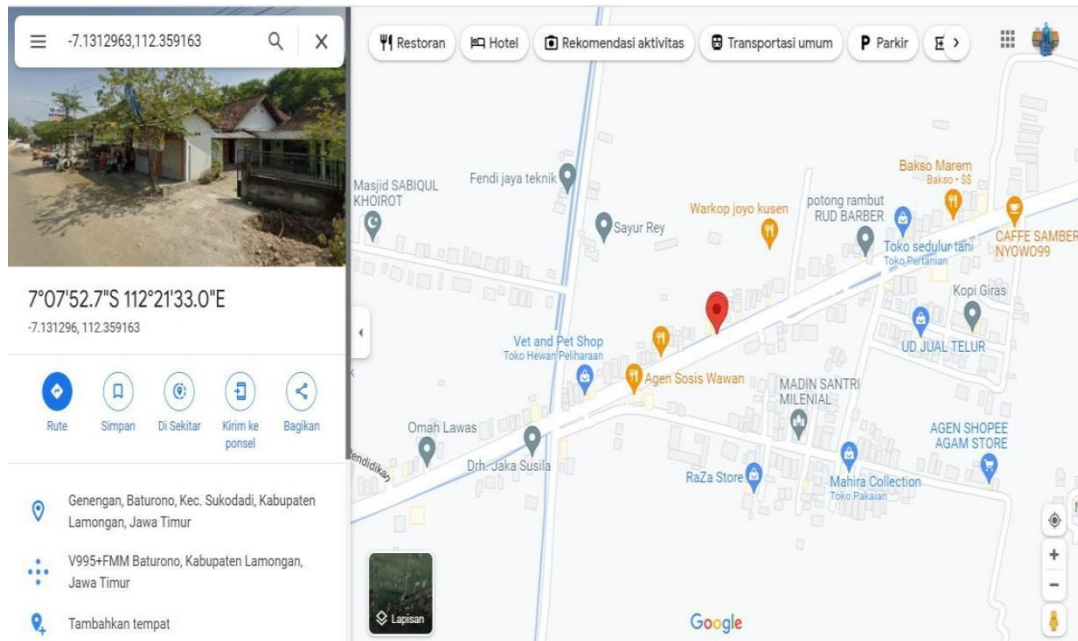 -7.1312963,112.359163
Restoran
Hotel
Rekomendasi aktivitas
Transportasi umum
P Parkir
7°07'52.7"S 112°21'33.0"E
-7.131296, 112.359163
Rute
Simpan
Di Sekitar
Kirim ke
ponsel
Bagikan
Genengan, Baturono, Kec. Sukodadi, Kabupaten
Lamongan, Jawa Timur
V995+FMM Baturono, Kabupaten Lamongan,
Jawa Timur
Tambahkan tempat
Masjid SABIQUL
KHOIROT
Fendi jaya teknik
Sayur Rey
Warkop joyo kusen
potong rambut
RUD BARBER
Bakso Marem
Bakso • $$
Toko sedulur tani
Toko Pertanian
CAFFE SAMBER
NYOWO99
Kopi Giras
UD JUAL TELUR
Vet and Pet Shop
Toko Hewan Peliharaan
Agen Sosis Wawan
MADIN SANTRI
MILENIAL
Omah Lawas
Drh. Jaka Susila
RaZa Store
Mahira Collection
Toko Pakaian
AGEN SHOPEE
AGAM STORE
Lapisan
Google